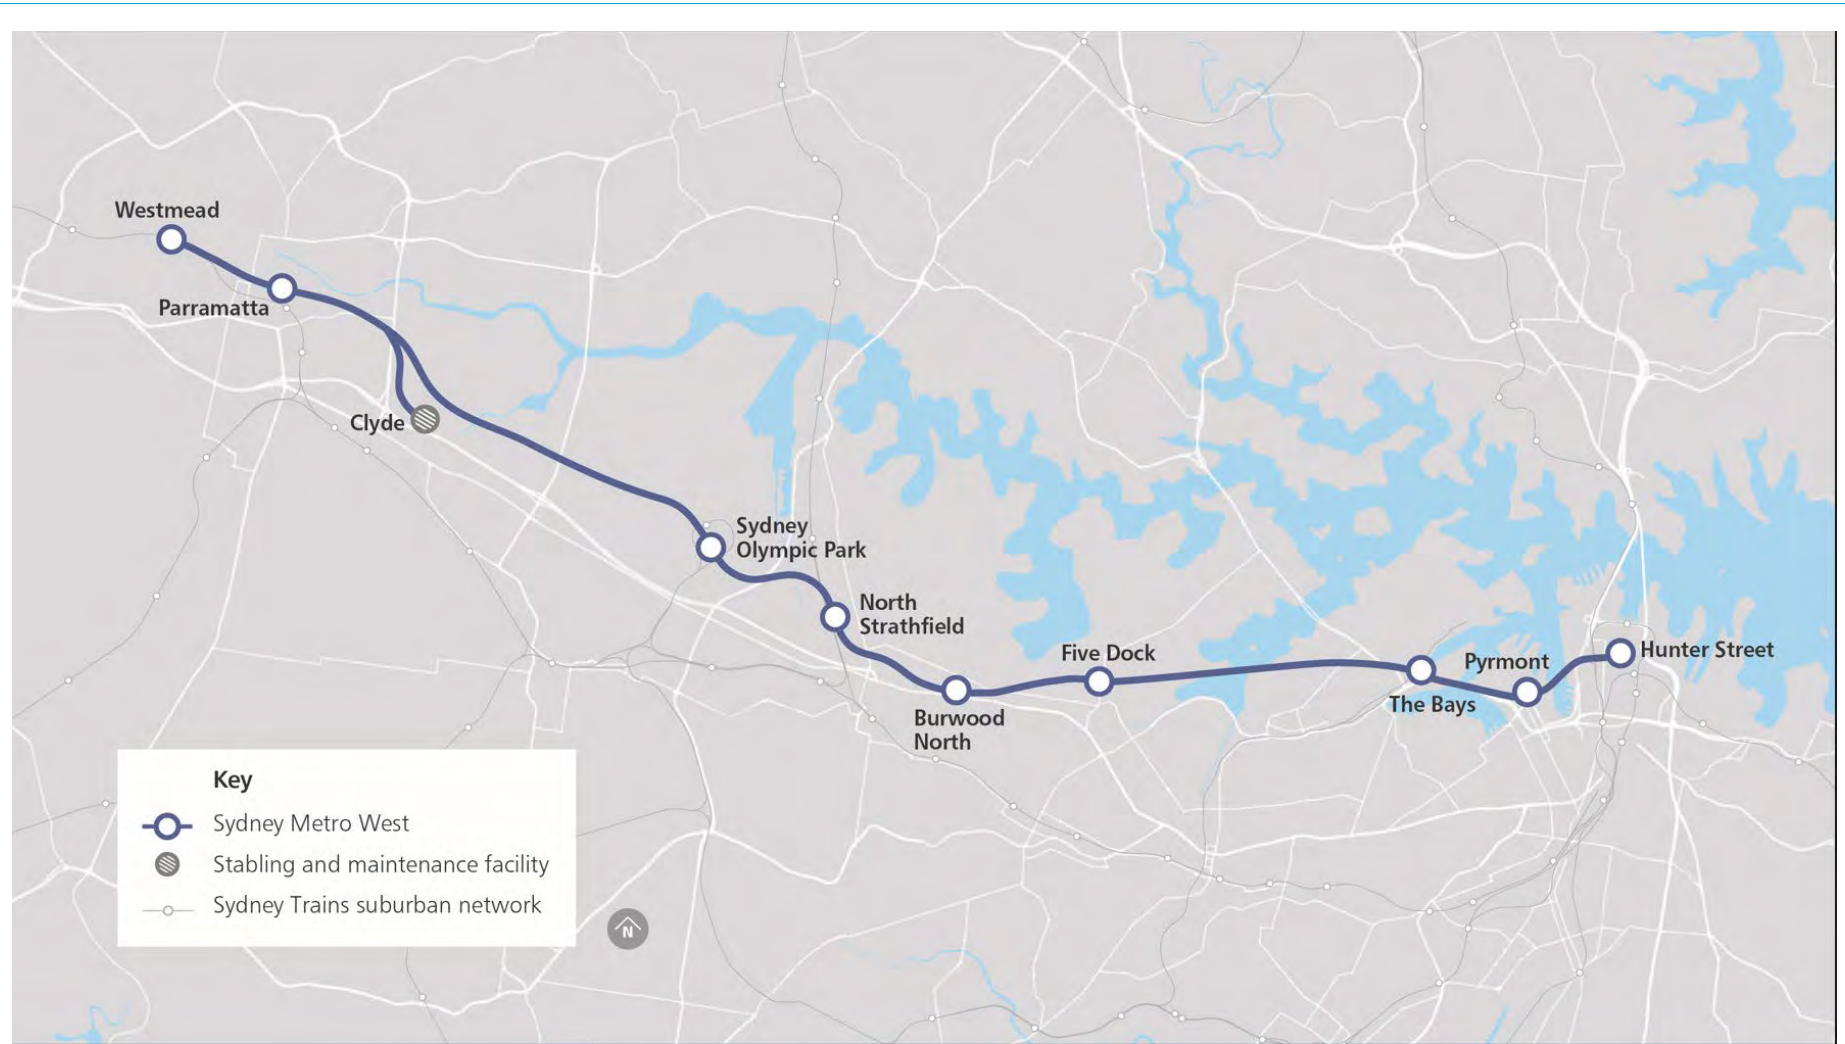 Westmead
Parramatta
Clyde
Sydney
Olympic Park
North
Strathfield
Five Dock
Burwood
North
Pyrmont
The Bays
Hunter Street
Key
Sydney Metro West
Stabling and maintenance facility
Sydney Trains suburban network
N